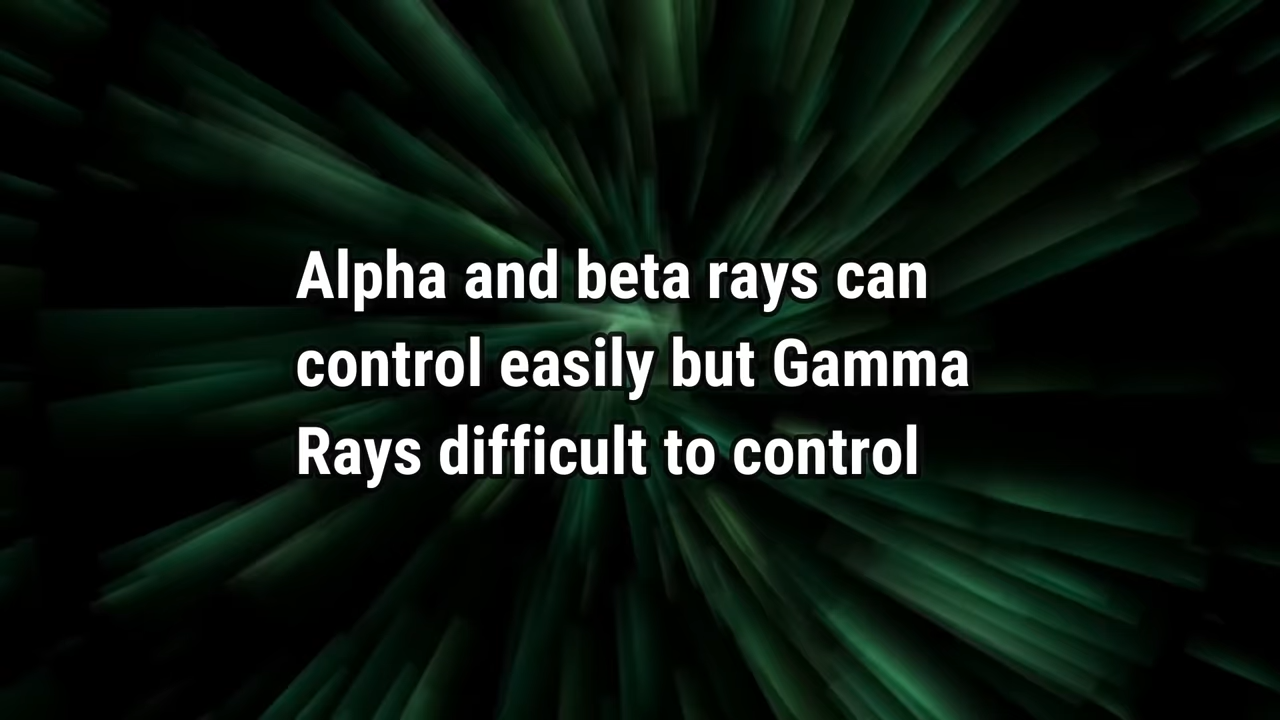 Alpha and beta rays can
control easily but Gamma
Rays difficult to control